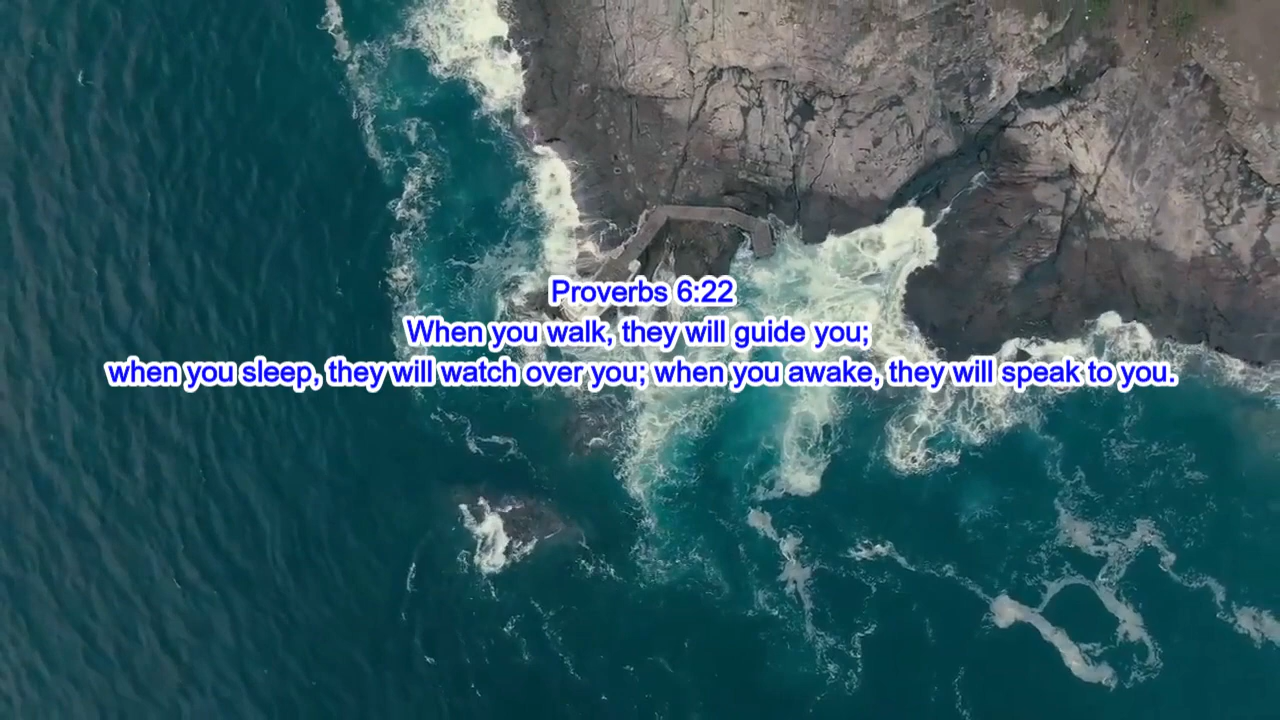 Proverbs 6:22
When you walk, they will guide you;
when you sleep, they will watch over you; when you awake, they will speak to you.